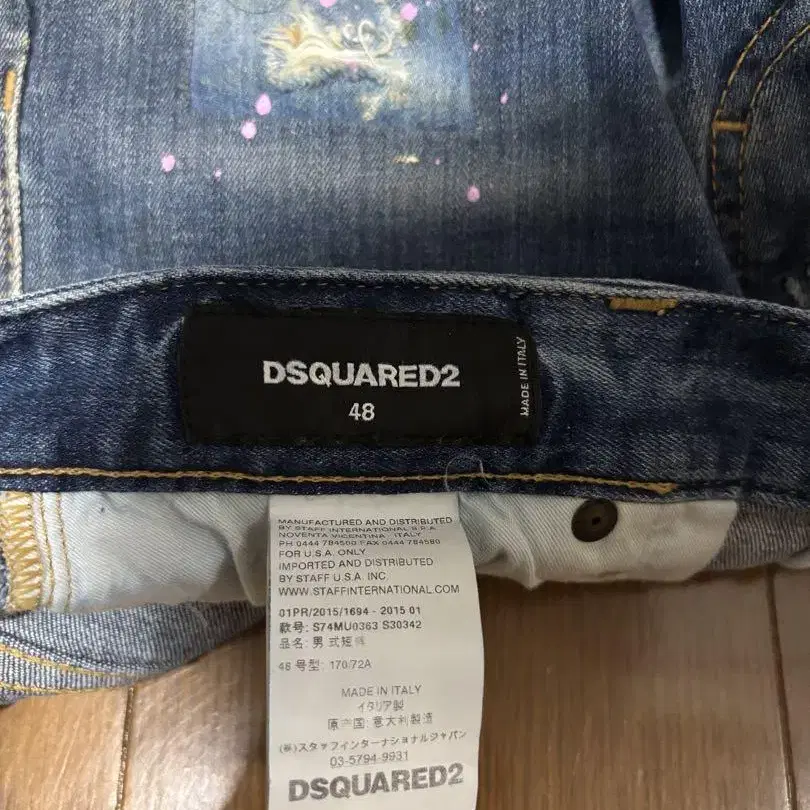 DSQUARED2
48
MADE IN ITALY
MANUFACTURED AND DISTRIBUTED
BY STAFF INTERNATIONAL S.P.A.
NOVENTA VICENTINA - ITALY
PH 0444 784500 FAX 0444 784580
FOR U.S.A. ONLY
IMPORTED AND DISTRIBUTED
BY STAFF U.S.A. INC
WWW.STAFFINTERNATIONAL.COM
01PR/2015/1694 - 2015 01
款号: S74MU0363 S30342
品名: 男式短裤
48 号型: 170/72A
MADE IN ITALY
イタリア製
原产国: 意大利製造
(株)スタッフインターナショナルジャパン
03-5794-9931
DSQUARED2